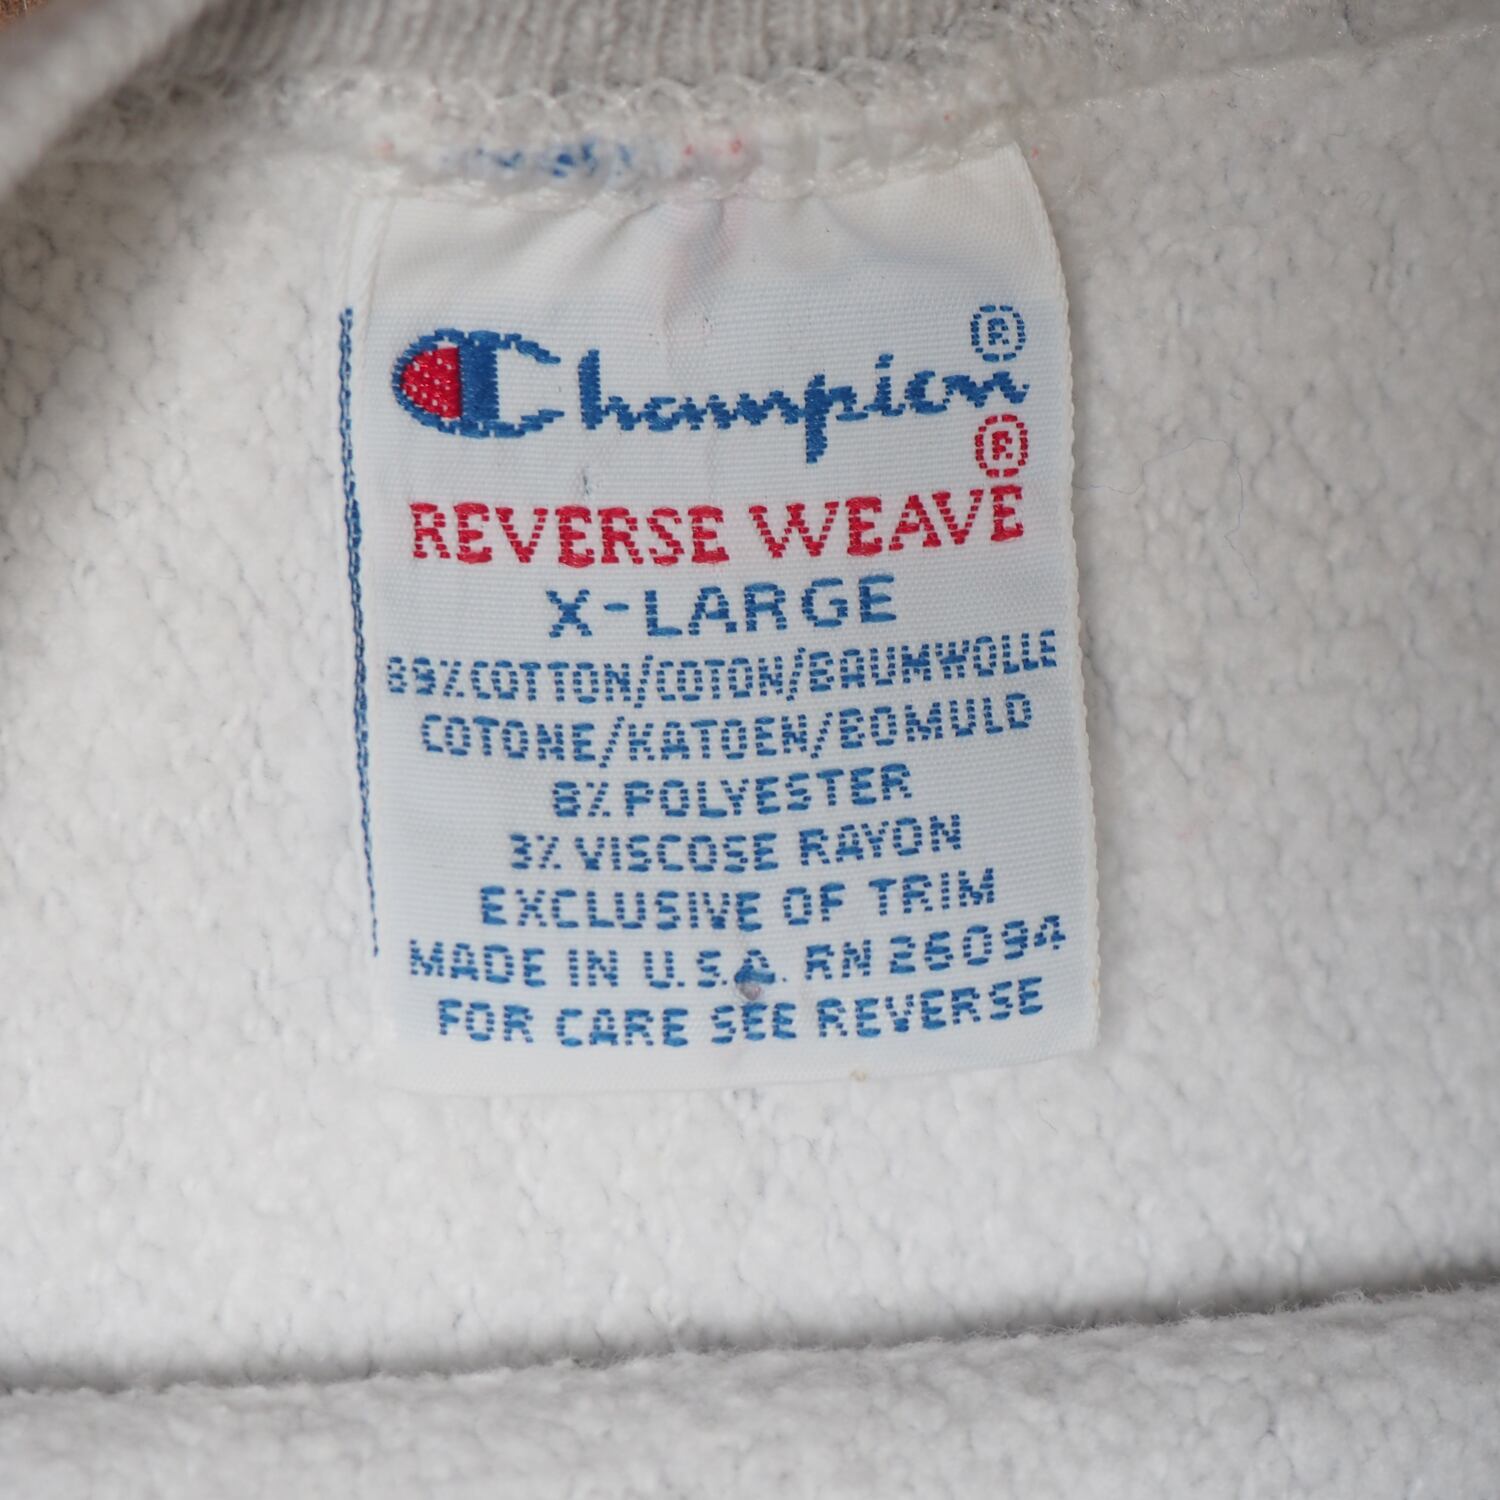 Champion®
®
REVERSE WEAVE
X-LARGE
89% COTTON/COTON/BAUMWOLLE
COTONE/KATOEN/BOMULD
8% POLYESTER
3% VISCOSE RAYON
EXCLUSIVE OF TRIM
MADE IN U.S.A. RN 26094
FOR CARE SEE REVERSE